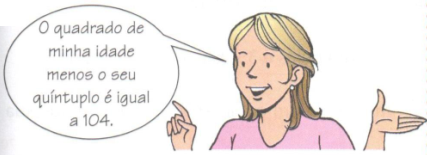 O quadrado de
minha idade
menos o seu
quíntuplo é igual
a 104.